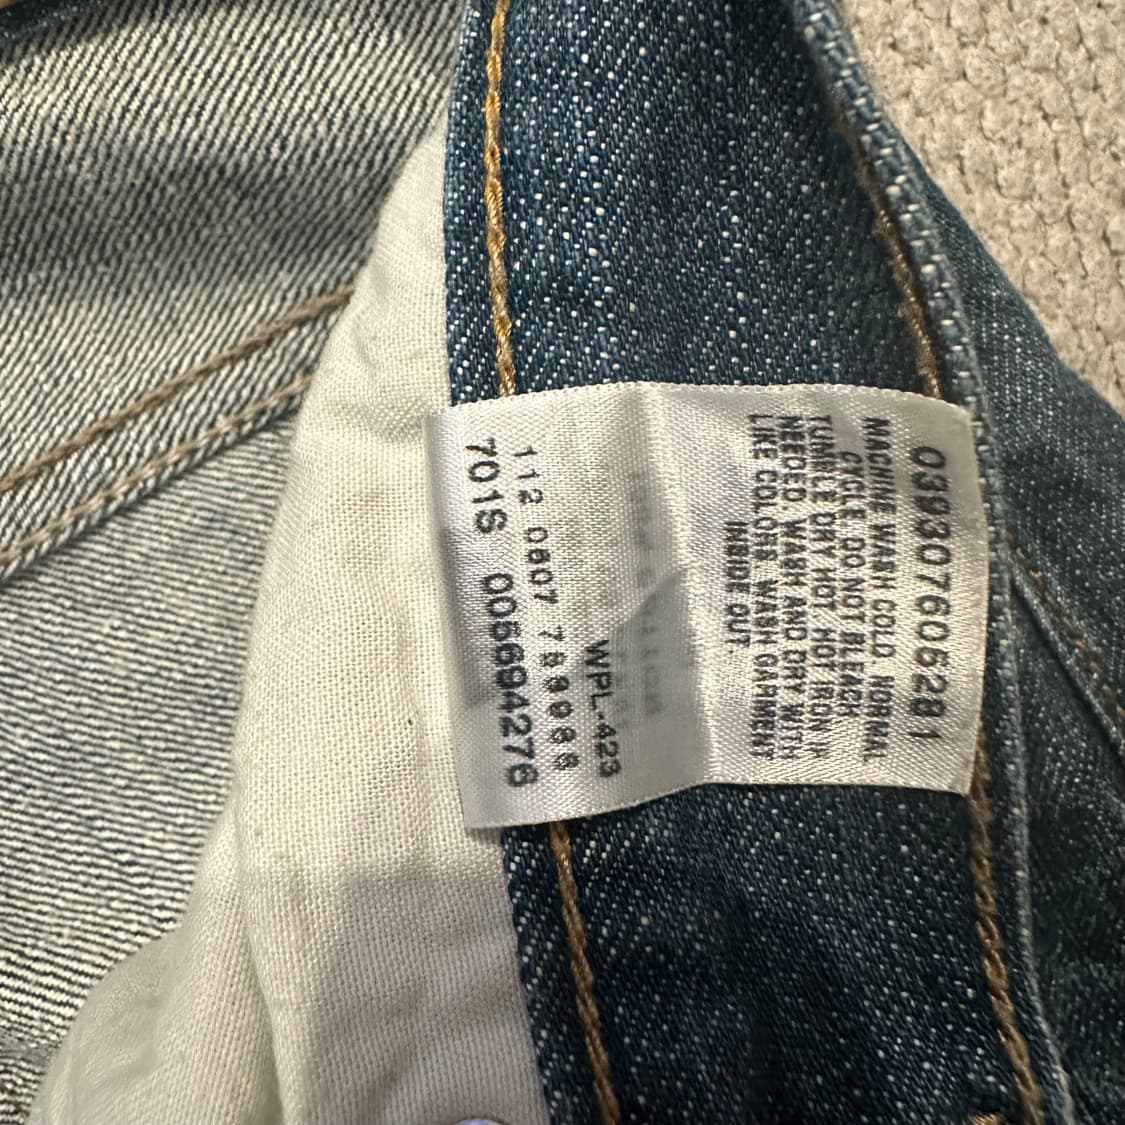 039307605281
MACHINE WASH COLD. NORMAL
CYCLE. DO NOT BLEACH
TUMBLE DRY HOT. HOT IRON IF
NEEDED. WASH AND DRY WITH
LIKE COLORS. WASH GARMENT
INSIDE OUT.
WPL-423
112 0807 789088
701S 005694276